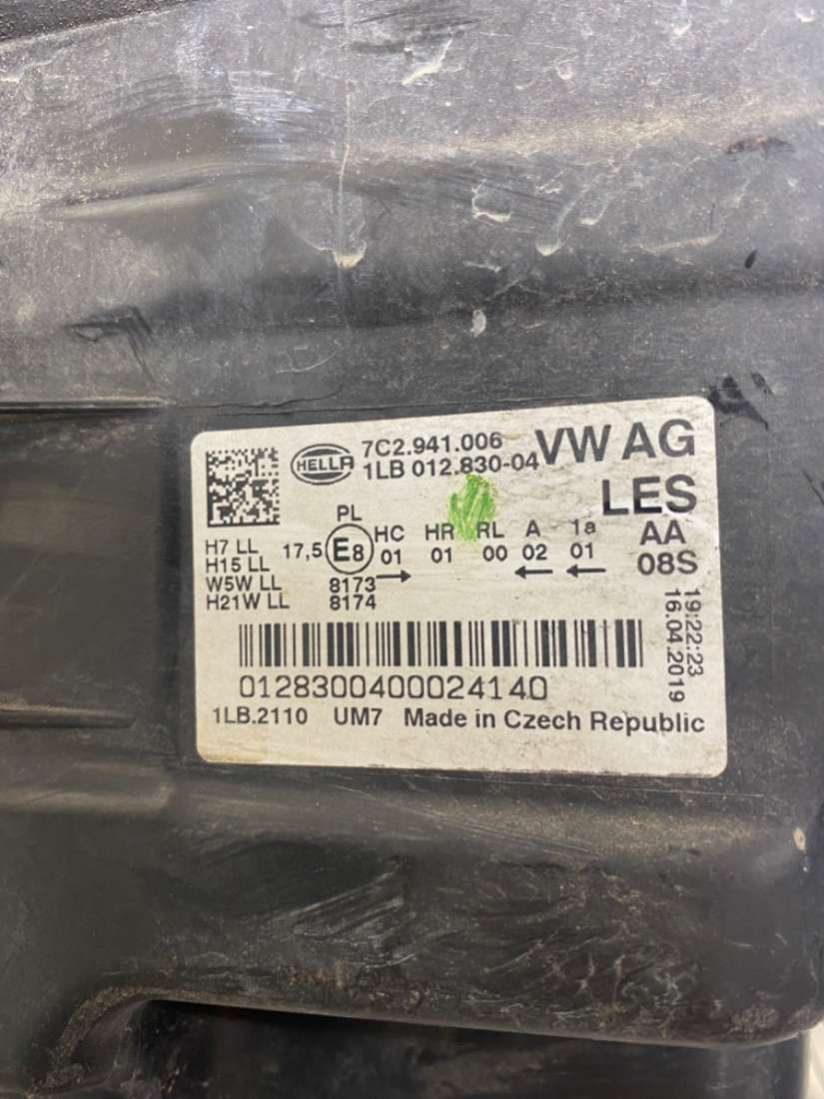 HELLA
7C2.941.006
1LB 012.830-04
VW AG
LES
PL
H7 LL 17,5 E8 HC HR RL A 1a AA
H15 LL 01 01 00 02 01 08S
W5W LL 8173 → ← ←
H21W LL 8174
19:22:23
16.04.2019
0128300400024140
1LB.2110 UM7 Made in Czech Republic